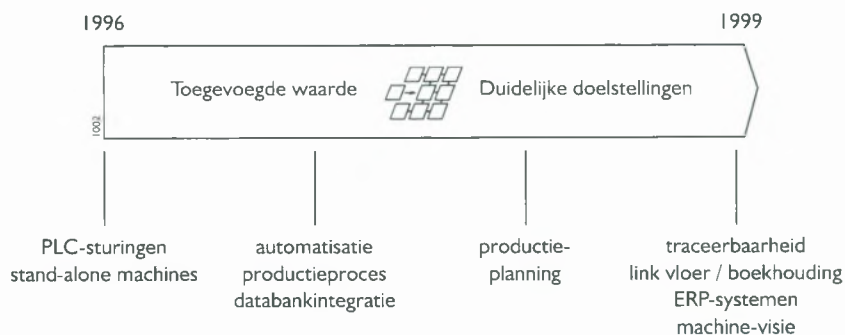 1996
1999
Toegevoegde waarde
Duidelijke doelstellingen
1002
PLC-sturingen
stand-alone machines
automatisatie
productieproces
databankintegratie
productie-
planning
traceerbaarheid
link vloer / boekhouding
ERP-systemen
machine-visie